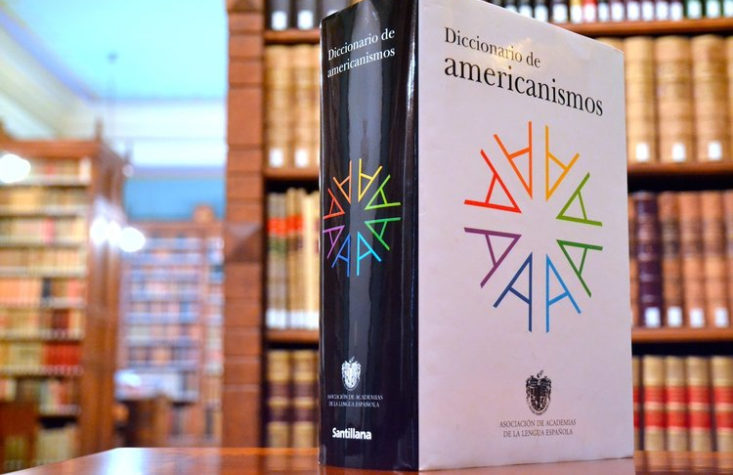 Diccionario de
americanismos
ASOCIACIÓN DE ACADEMIAS
DE LA LENGUA ESPAÑOLA
Santillana
Diccionario de
americanismos
ASOCIACIÓN DE ACADEMIAS
DE LA LENGUA ESPAÑOLA